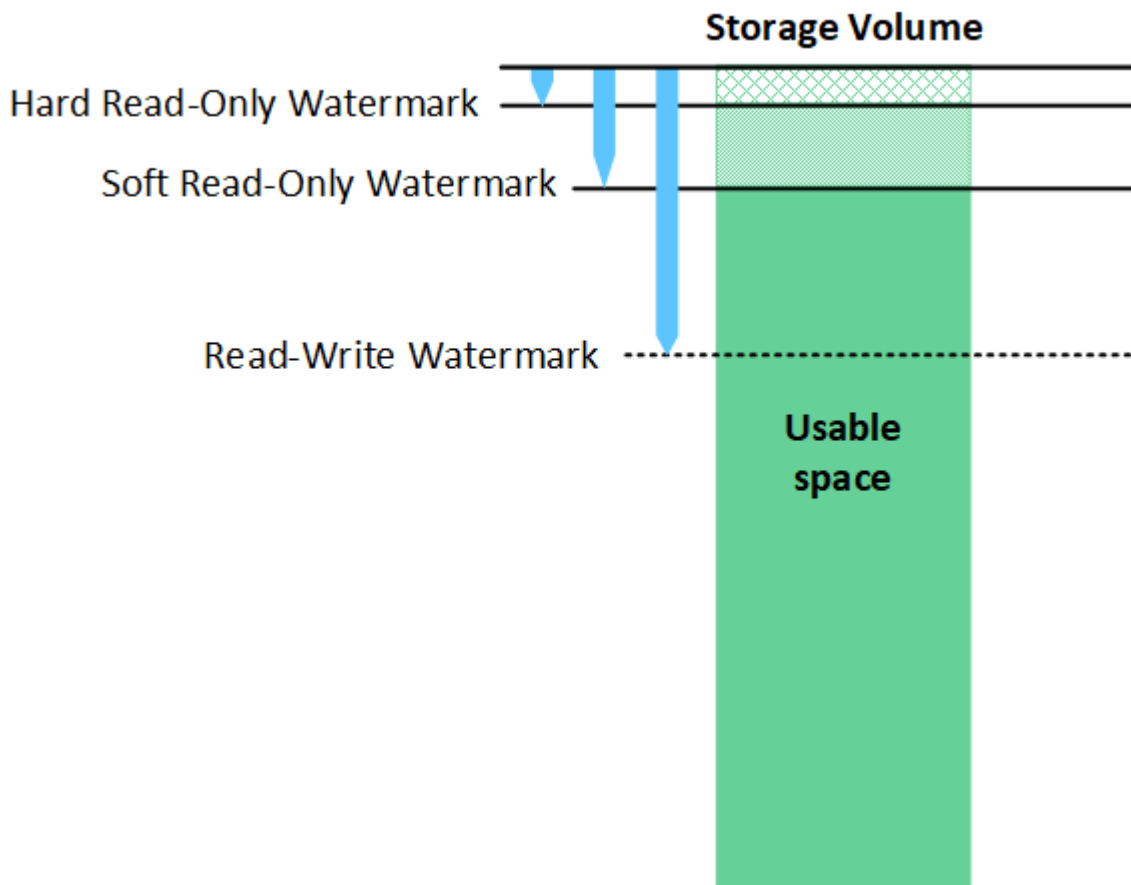 Storage Volume
Hard Read-Only Watermark
Soft Read-Only Watermark
Read-Write Watermark
Usable
space